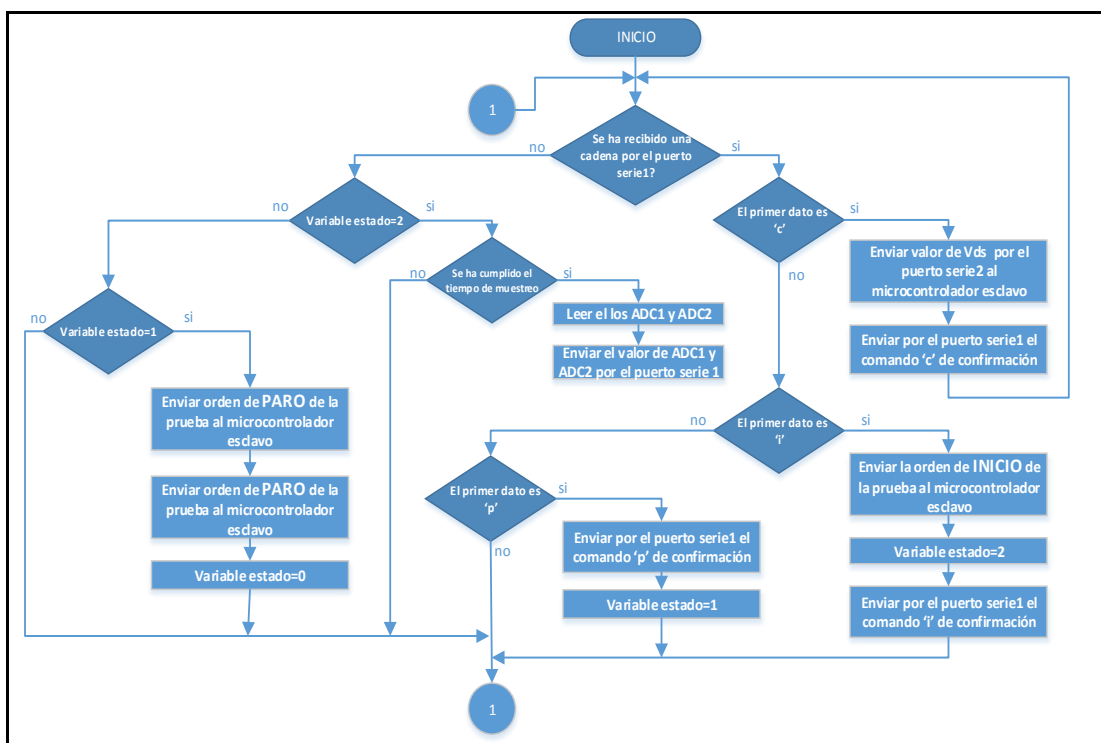 INICIO
1
Se ha recibido una
cadena por el puerto
serie1?
no
si
Variable estado=2
no
si
El primer dato es
‘c’
si
no
Enviar valor de Vds por el
puerto serie2 al
microcontrolador esclavo
Enviar por el puerto serie1 el
comando ‘c’ de confirmación
Se ha cumplido el
tiempo de muestreo
no
si
Leer el los ADC1 y ADC2
Enviar el valor de ADC1 y
ADC2 por el puerto serie 1
Variable estado=1
no
si
Enviar orden de PARO de la
prueba al microcontrolador
esclavo
Enviar orden de PARO de la
prueba al microcontrolador
esclavo
Variable estado=0
El primer dato es
‘i’
no
si
Enviar la orden de INICIO de
la prueba al microcontrolador
esclavo
Variable estado=2
Enviar por el puerto serie1 el
comando ‘i’ de confirmación
El primer dato es
‘p’
si
no
Enviar por el puerto serie1 el
comando ‘p’ de confirmación
Variable estado=1
1